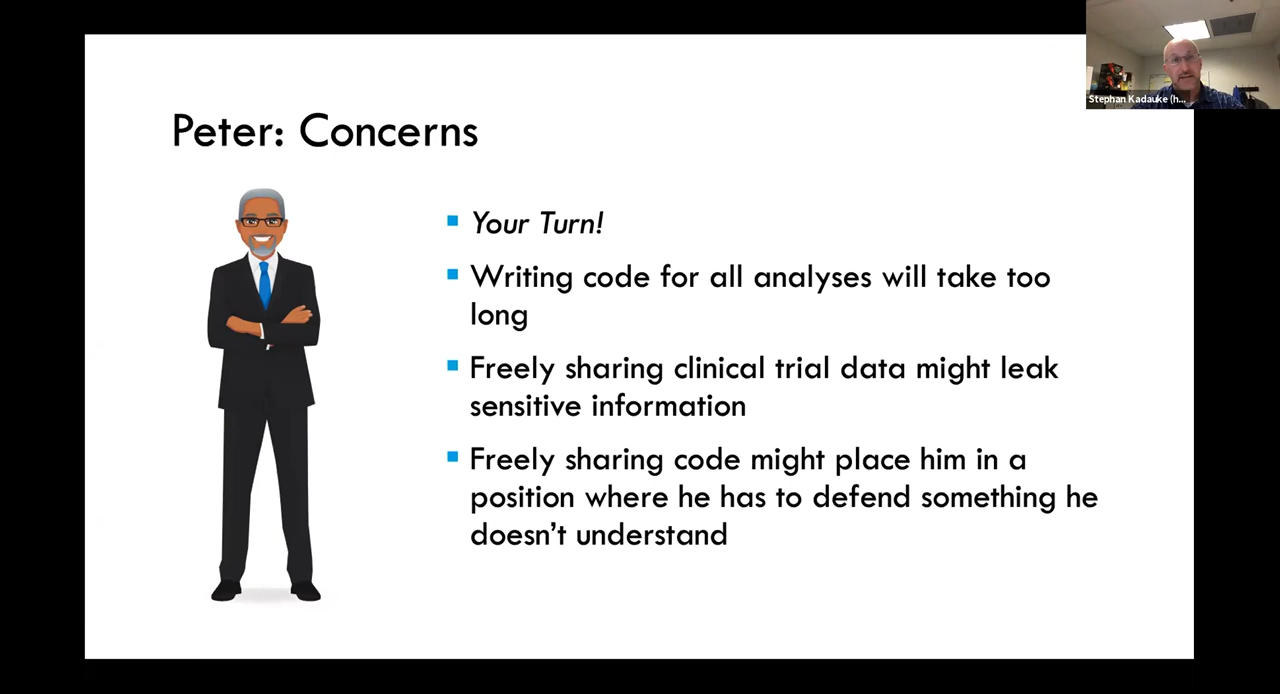 Stephan Kadauke (h...
Peter: Concerns
Your Turn!
Writing code for all analyses will take too
long
Freely sharing clinical trial data might leak
sensitive information
Freely sharing code might place him in a
position where he has to defend something he
doesn’t understand